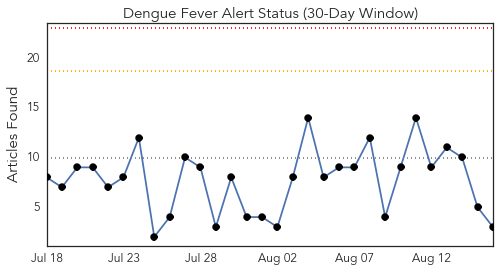 Dengue Fever Alert Status (30-Day Window)
Articles Found
20
15
10
5
Jul 18 Jul 23 Jul 28 Aug 02 Aug 07 Aug 12